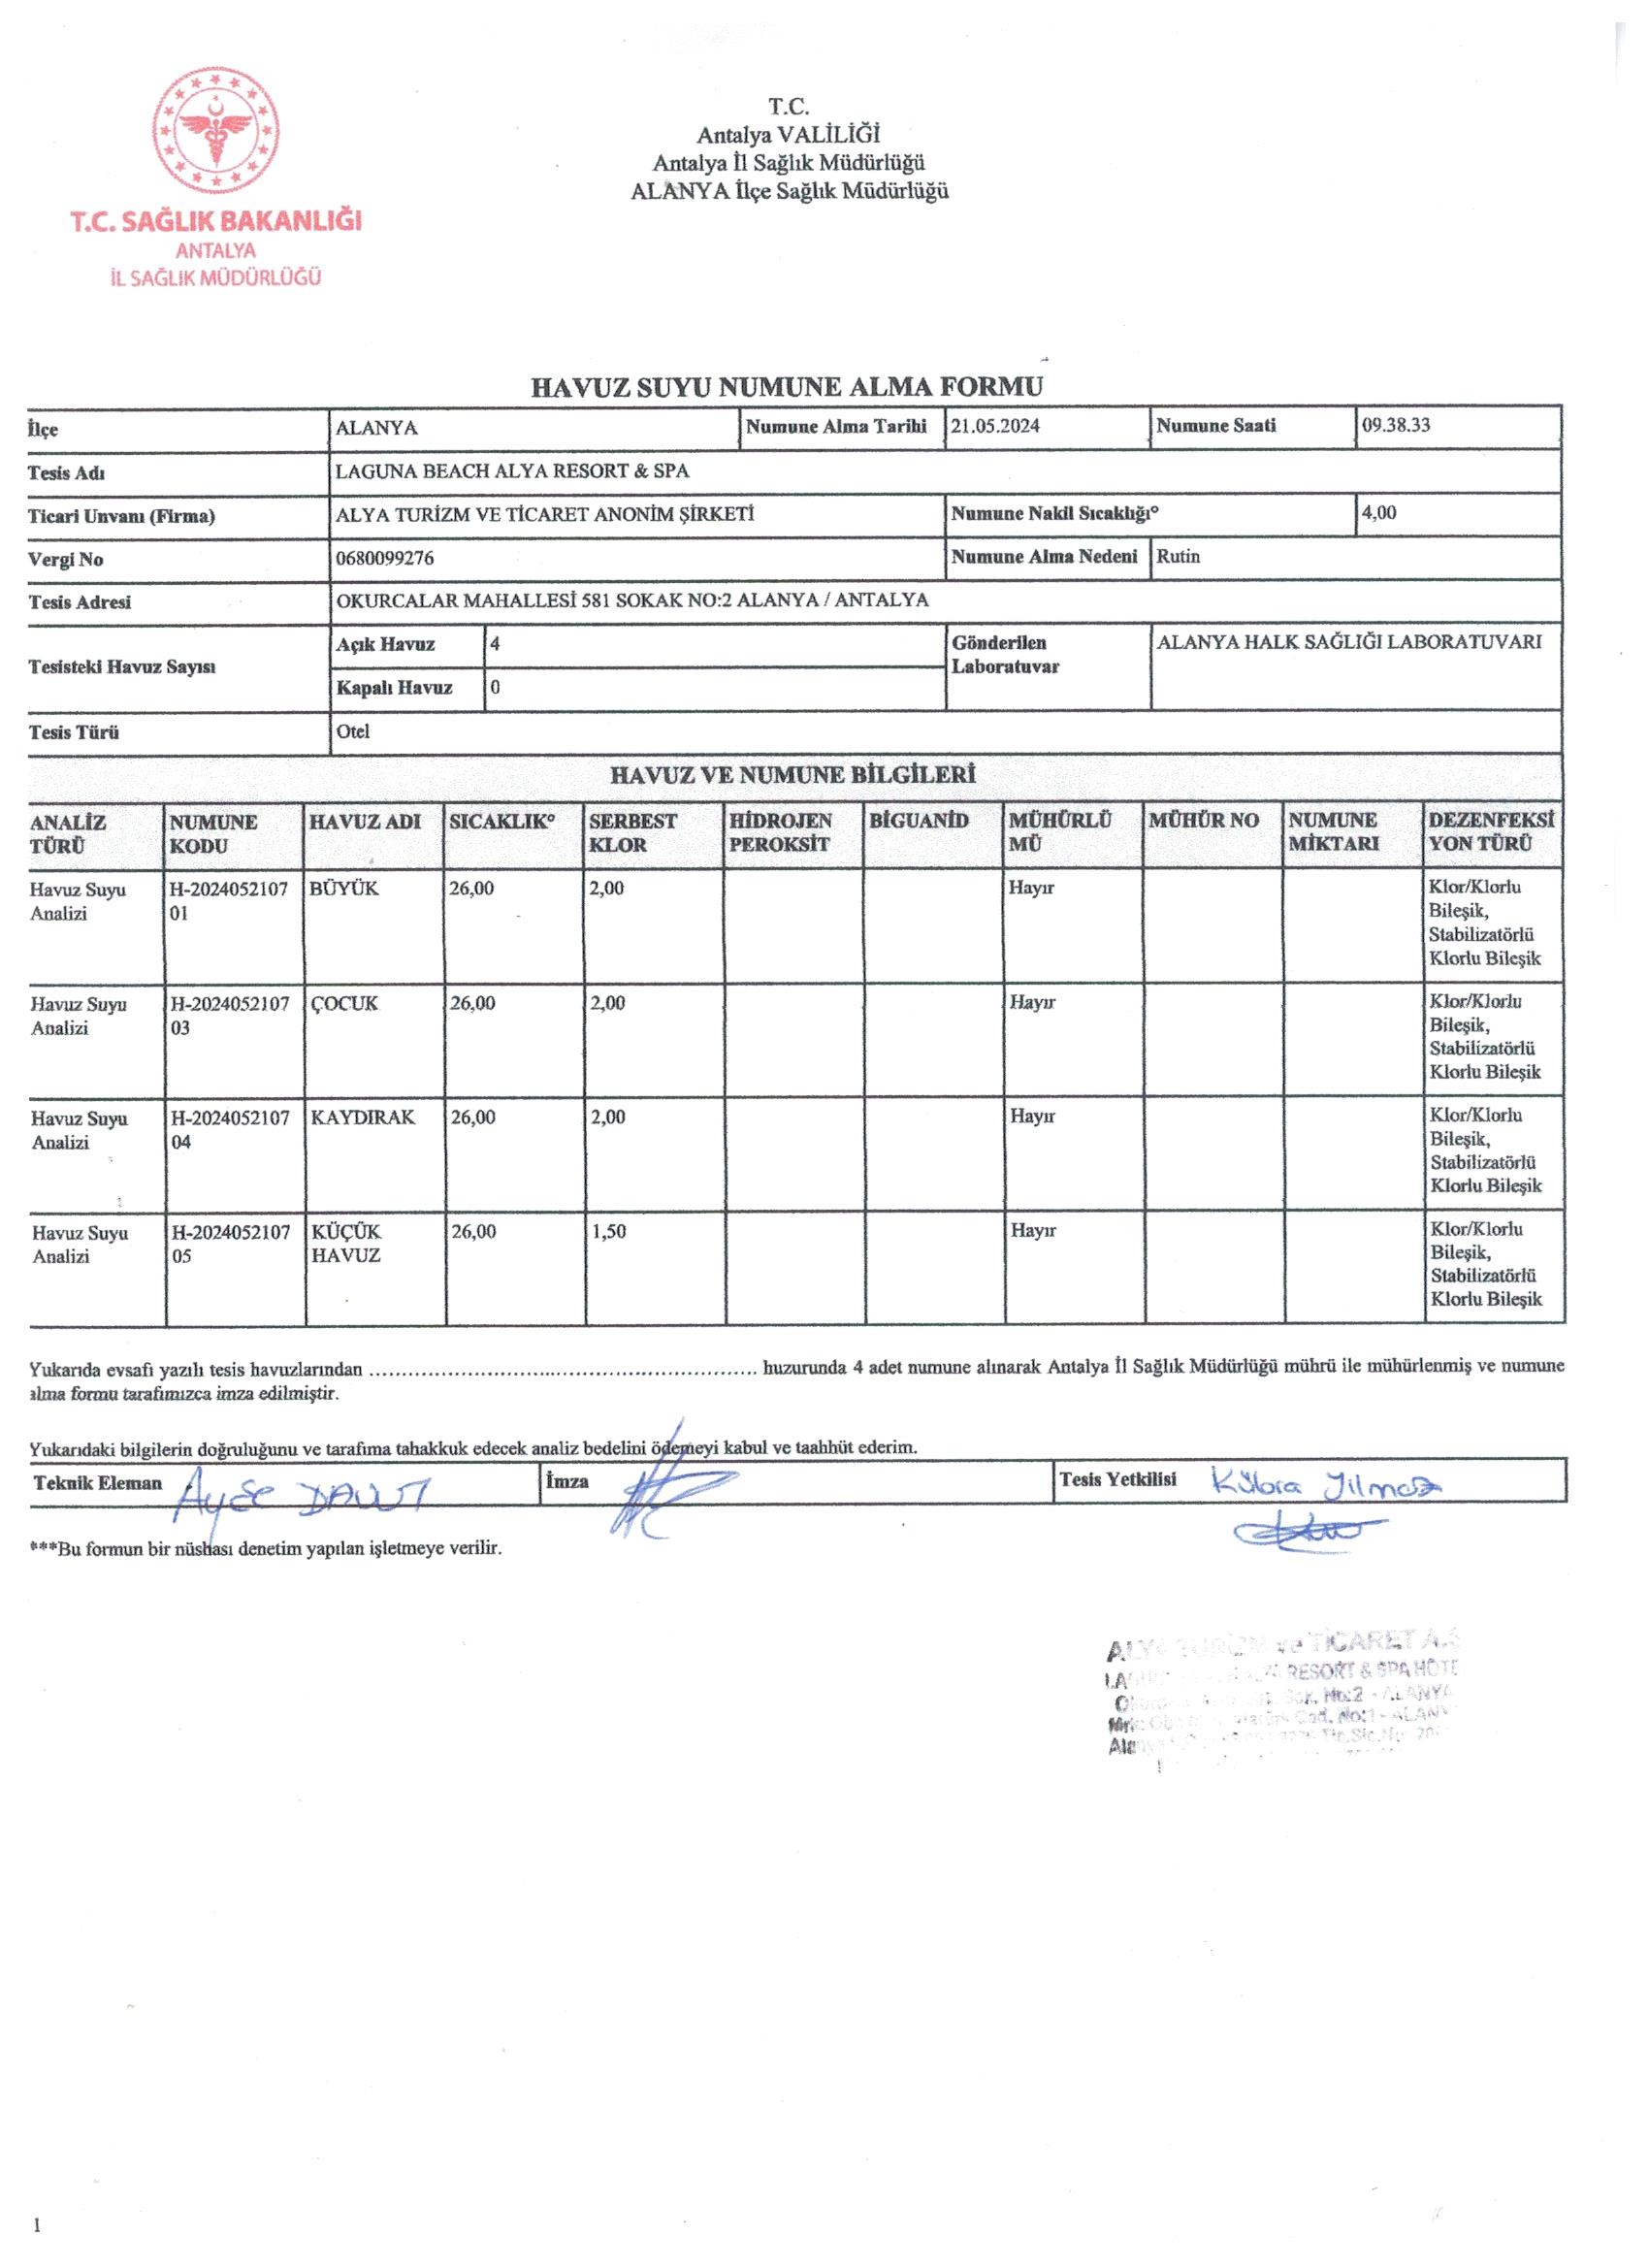 T.C. SAĞLIK BAKANLIĞI
ANTALYA
İL SAĞLIK MÜDÜRLÜĞÜ
T.C.
Antalya VALİLİĞİ
Antalya İl Sağlık Müdürlüğü
ALANYA İlçe Sağlık Müdürlüğü
HAVUZ SUYU NUMUNE ALMA FORMU
İlçe ALANYA Numune Alma Tarihi 21.05.2024 Numune Saati 09.38.33
Tesis Adı LAGUNA BEACH ALYA RESORT & SPA
Ticari Unvanı (Firma) ALYA TURİZM VE TİCARET ANONİM ŞİRKETİ Numune Nakil Sıcaklığı° 4,00
Vergi No 0680099276 Numune Alma Nedeni Rutin
Tesis Adresi OKURCALAR MAHALLESİ 581 SOKAK NO:2 ALANYA / ANTALYA
Tesisteki Havuz Sayısı Açık Havuz 4 Gönderilen Laboratuvar ALANYA HALK SAĞLIĞI LABORATUVARI
Kapalı Havuz 0
Tesis Türü Otel
HAVUZ VE NUMUNE BİLGİLERİ
ANALİZ TÜRÜ NUMUNE KODU HAVUZ ADI SICAKLIK° SERBEST KLOR HİDROJEN PEROKSİT BİGUANİD MÜHÜRLÜ MÜ MÜHÜR NO NUMUNE MİKTARI DEZENFEKSİYON TÜRÜ
Havuz Suyu Analizi H-202405210701 BÜYÜK 26,00 2,00 Hayır Klor/Klorlu Bileşik, Stabilizatörlü Klorlu Bileşik
Havuz Suyu Analizi H-202405210703 ÇOCUK 26,00 2,00 Hayır Klor/Klorlu Bileşik, Stabilizatörlü Klorlu Bileşik
Havuz Suyu Analizi H-202405210704 KAYDIRAK 26,00 2,00 Hayır Klor/Klorlu Bileşik, Stabilizatörlü Klorlu Bileşik
Havuz Suyu Analizi H-202405210705 KÜÇÜK HAVUZ 26,00 1,50 Hayır Klor/Klorlu Bileşik, Stabilizatörlü Klorlu Bileşik
Yukarıda evsafı yazılı tesis havuzlarından ........................................................ huzurunda 4 adet numune alınarak Antalya İl Sağlık Müdürlüğü mührü ile mühürlenmiş ve numune
alma formu tarafımızca imza edilmiştir.
Yukarıdaki bilgilerin doğruluğunu ve tarafıma tahakkuk edecek analiz bedelini ödemeyi kabul ve taahhüt ederim.
Teknik Eleman Ayşe DAVUT İmza Tesis Yetkilisi Kübra Yılmaz
***Bu formun bir nüshası denetim yapılan işletmeye verilir.
ve TİCARET A.Ş
RESORT & SPA HOTE
No:2 - ALANYA
Cad. No:1 - ALANY
1